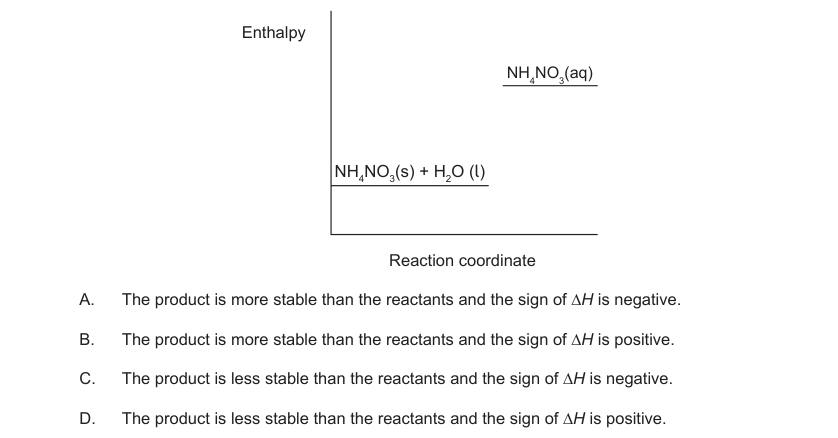 Enthalpy
NH₄NO₃(aq)
NH₄NO₃(s) + H₂O (l)
Reaction coordinate
A. The product is more stable than the reactants and the sign of ΔH is negative.
B. The product is more stable than the reactants and the sign of ΔH is positive.
C. The product is less stable than the reactants and the sign of ΔH is negative.
D. The product is less stable than the reactants and the sign of ΔH is positive.